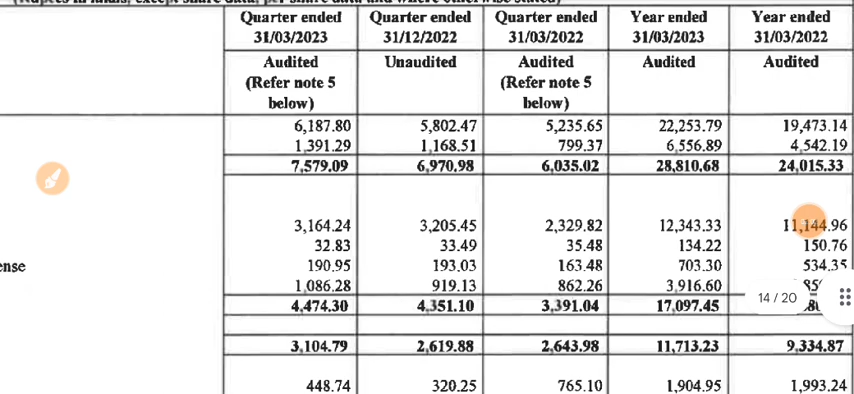 Quarter ended Quarter ended Quarter ended Year ended Year ended
31/03/2023 31/12/2022 31/03/2022 31/03/2023 31/03/2022
Audited Unaudited Audited Audited Audited
(Refer note 5 (Refer note 5
below) below)
6,187.80 5,802.47 5,235.65 22,253.79 19,473.14
1,391.29 1,168.51 799.37 6,556.89 4,542.19
7,579.09 6,970.98 6,035.02 28,810.68 24,015.33
3,164.24 3,205.45 2,329.82 12,343.33 11,144.96
32.83 33.49 35.48 134.22 150.76
ense 190.95 193.03 163.48 703.30 534.35
1,086.28 919.13 862.26 3,916.60
14 / 20
4,474.30 4,351.10 3,391.04 17,097.45
3,104.79 2,619.88 2,643.98 11,713.23 9,334.87
448.74 320.25 765.10 1,904.95 1,993.24